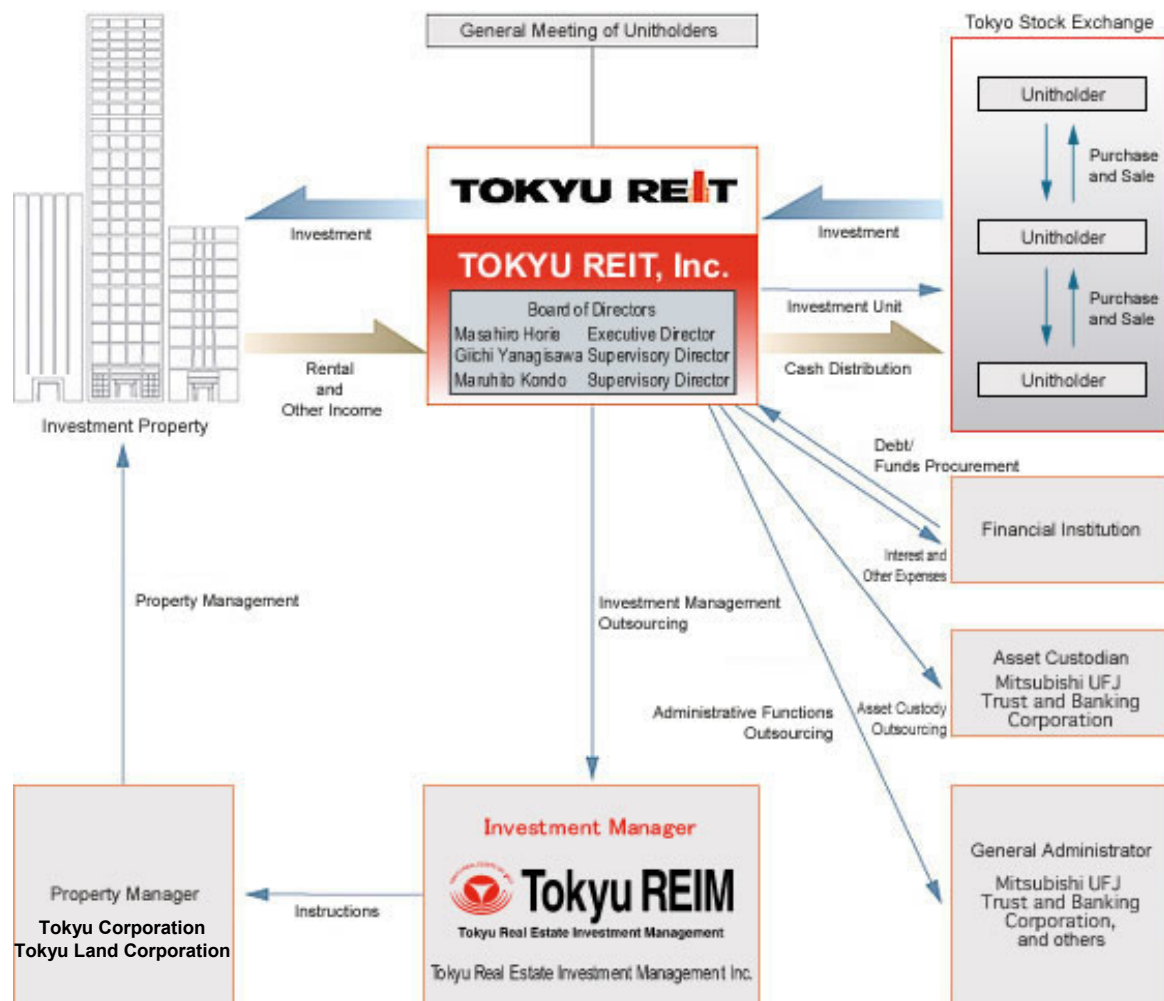 General Meeting of Unitholders
Tokyo Stock Exchange
Unitholder
Purchase
and Sale
Unitholder
Purchase
and Sale
Unitholder
TOKYU REIT
TOKYU REIT, Inc.
Board of Directors
Masahiro Horie Executive Director
Giichi Yanagisawa Supervisory Director
Maruhito Kondo Supervisory Director
Investment
Rental
and
Other Income
Investment Property
Investment
Investment Unit
Cash Distribution
Debt/
Funds Procurement
Financial Institution
Interest and
Other Expenses
Property Management
Investment Management
Outsourcing
Administrative Functions
Outsourcing
Asset Custody
Outsourcing
Asset Custodian
Mitsubishi UFJ
Trust and Banking
Corporation
General Administrator
Mitsubishi UFJ
Trust and Banking
Corporation,
and others
Investment Manager
Tokyu REIM
Tokyu Real Estate Investment Management
Tokyu Real Estate Investment Management Inc.
Instructions
Property Manager
Tokyu Corporation
Tokyu Land Corporation